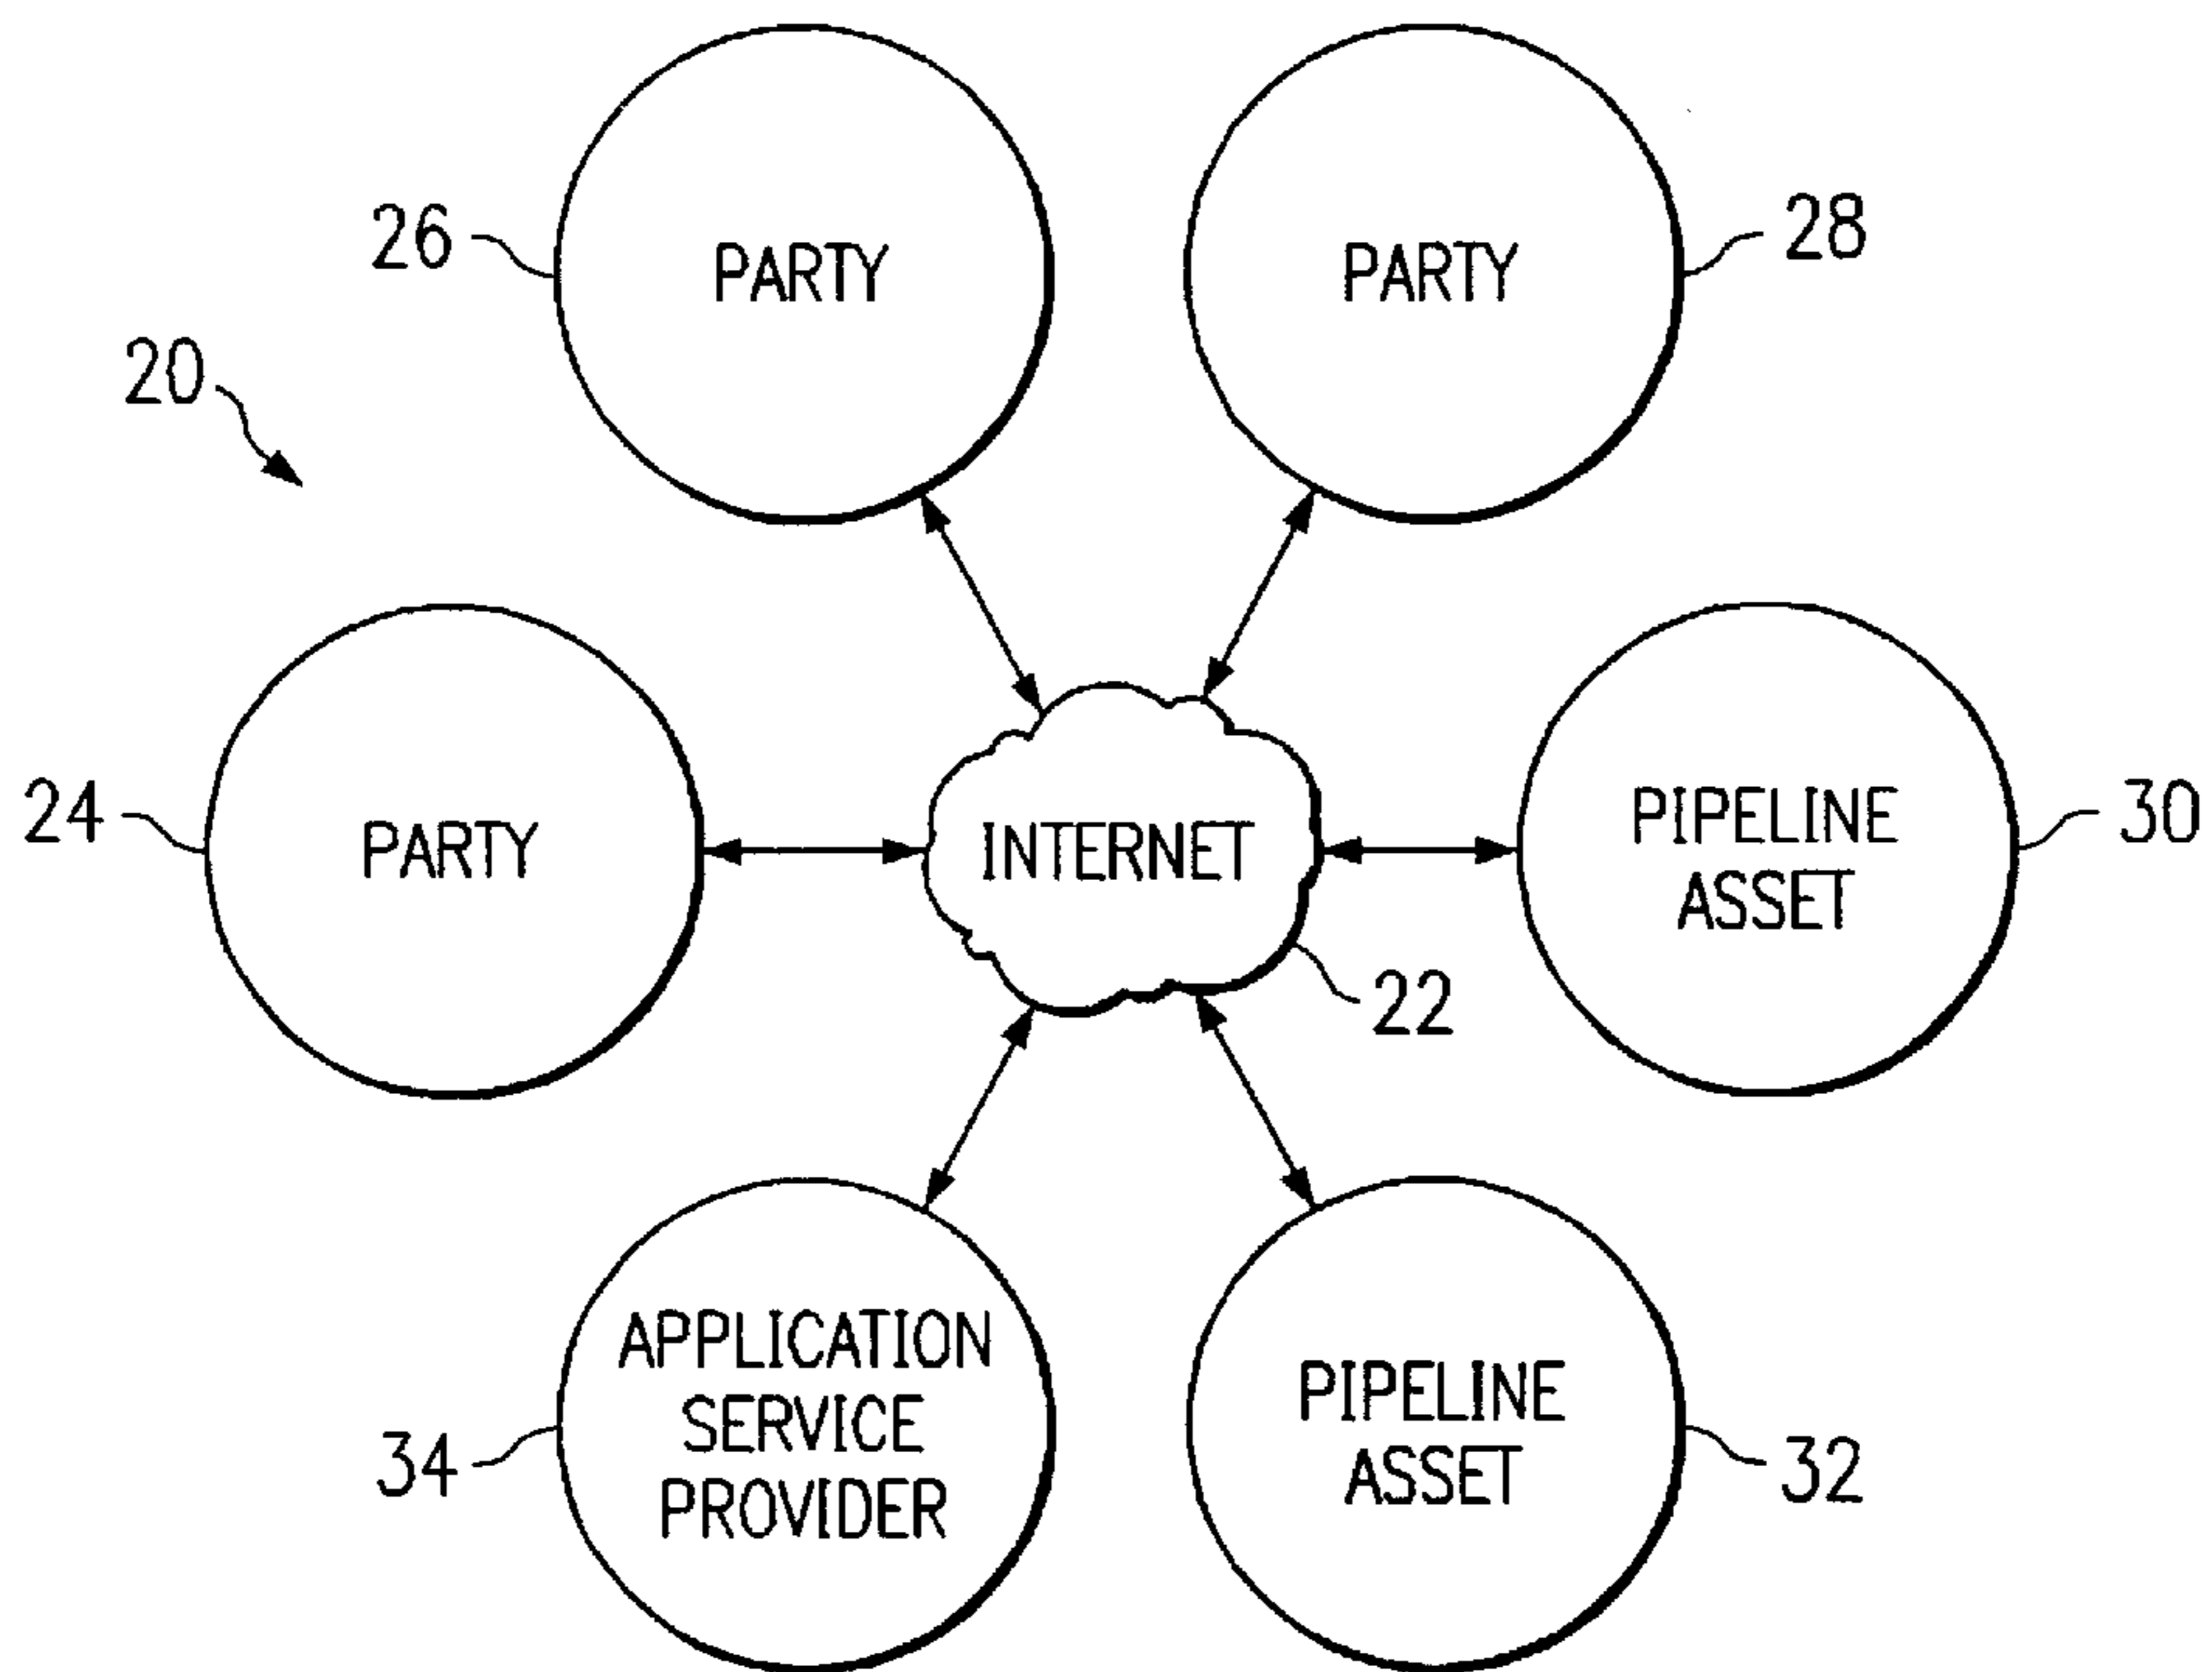 26
PARTY
PARTY
28
20
24
PARTY
INTERNET
PIPELINE
ASSET
30
22
APPLICATION
SERVICE
PROVIDER
34
PIPELINE
ASSET
32